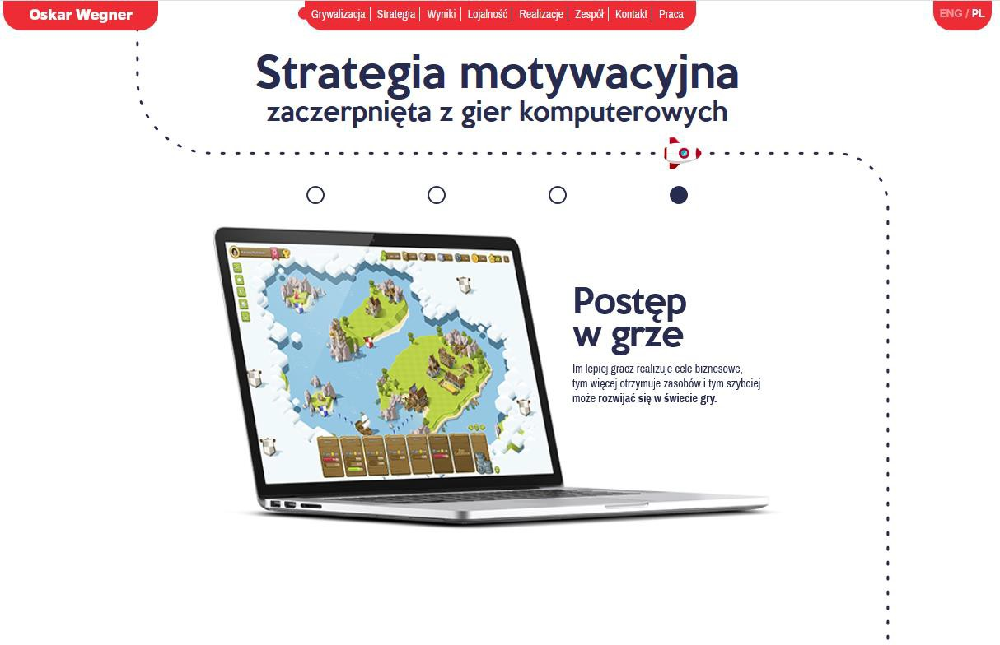 Oskar Wegner
Grywalizacja Strategia Wyniki Lojalność Realizacje Zespół Kontakt Praca
ENG / PL
Strategia motywacyjna
zaczerpnięta z gier komputerowych
Postęp
w grze
Im lepiej gracz realizuje cele biznesowe,
tym więcej otrzymuje zasobów i tym szybciej
może rozwijać się w świecie gry.